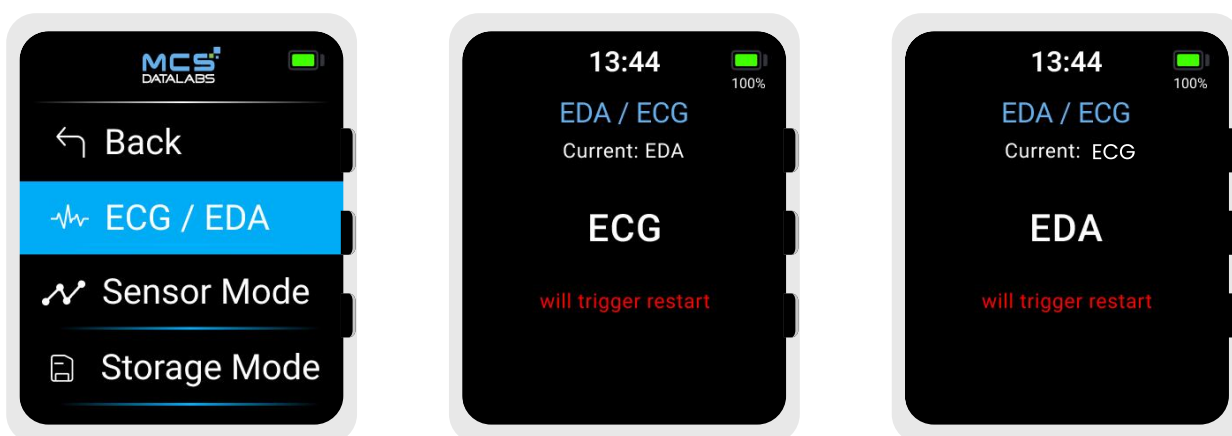 MCS
DATALABS
Back
ECG / EDA
Sensor Mode
Storage Mode
13:44
100%
EDA / ECG
Current: EDA
ECG
will trigger restart
13:44
100%
EDA / ECG
Current: ECG
EDA
will trigger restart